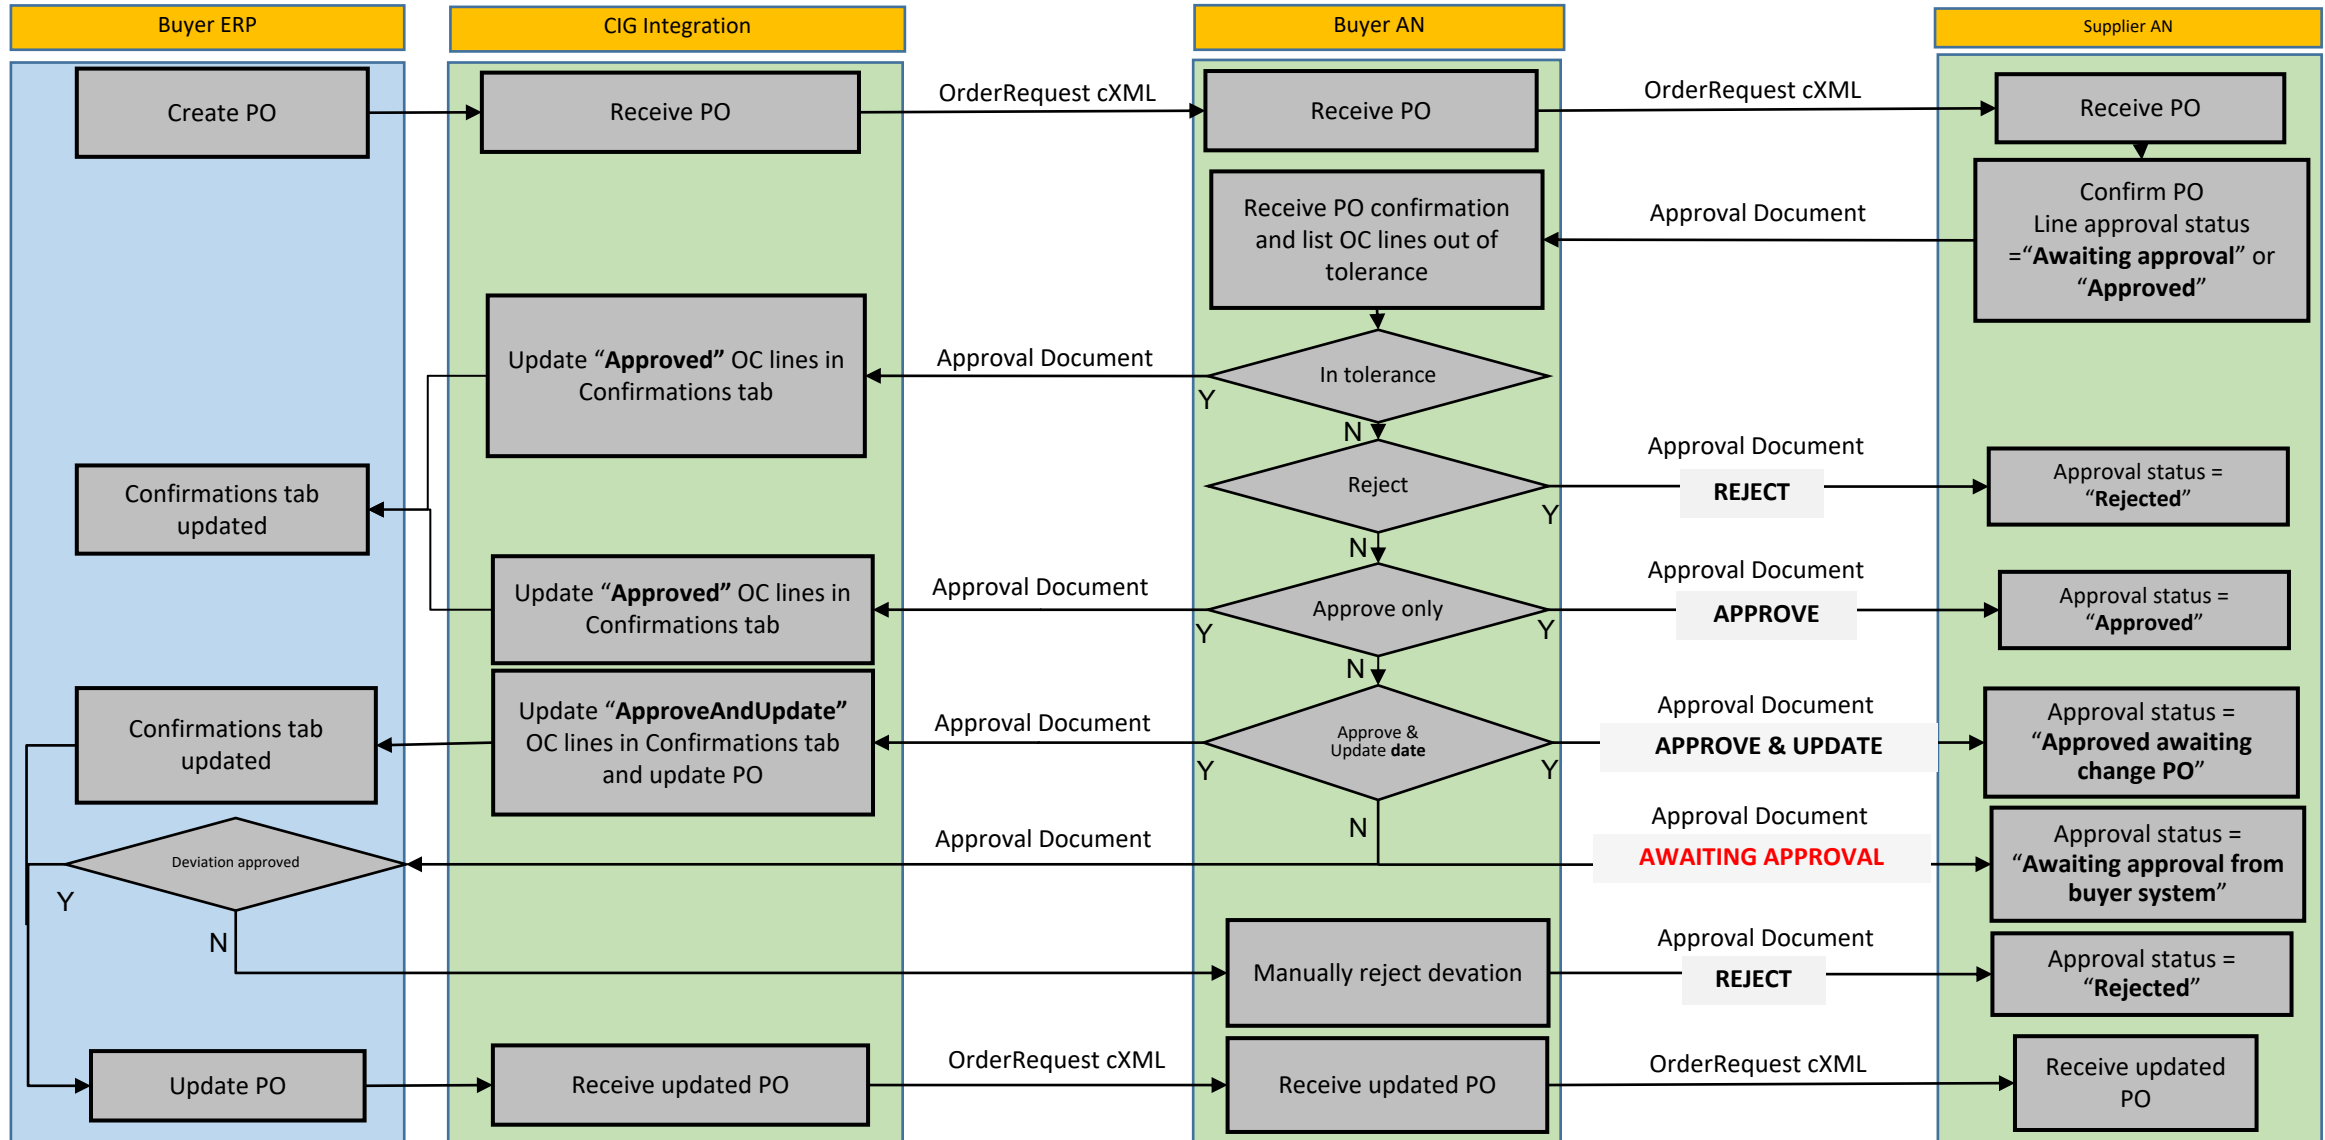 Buyer ERP
CIG Integration
Buyer AN
Supplier AN
Create PO
Receive PO
OrderRequest cXML
Receive PO
OrderRequest cXML
Receive PO
Receive PO confirmation
and list OC lines out of
tolerance
Approval Document
Confirm PO
Line approval status
=“Awaiting approval” or
“Approved”
Update “Approved” OC lines in
Confirmations tab
Approval Document
Y
In tolerance
N
Confirmations tab
updated
Reject
Y
N
Approval Document
REJECT
Approval status =
“Rejected”
Update “Approved” OC lines in
Confirmations tab
Approval Document
Y
Approve only
Y
N
Approval Document
APPROVE
Approval status =
“Approved”
Confirmations tab
updated
Update “ApproveAndUpdate”
OC lines in Confirmations tab
and update PO
Approval Document
Y
Approve &
Update date
Y
N
Approval Document
APPROVE & UPDATE
Approval status =
“Approved awaiting
change PO”
Deviation approved
Y
N
Approval Document
Approval Document
AWAITING APPROVAL
Approval status =
“Awaiting approval from
buyer system”
Manually reject devation
Approval Document
REJECT
Approval status =
“Rejected”
Update PO
Receive updated PO
OrderRequest cXML
Receive updated PO
OrderRequest cXML
Receive updated
PO